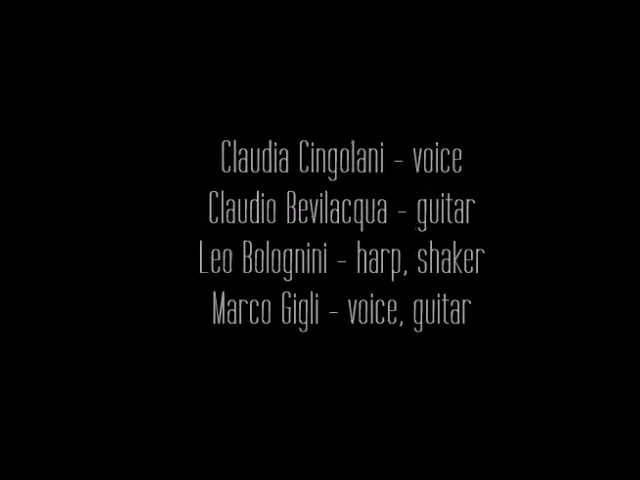 Claudia Cingolani - voice
Claudio Bevilacqua - guitar
Leo Bolognini - harp, shaker
Marco Gigli - voice, guitar